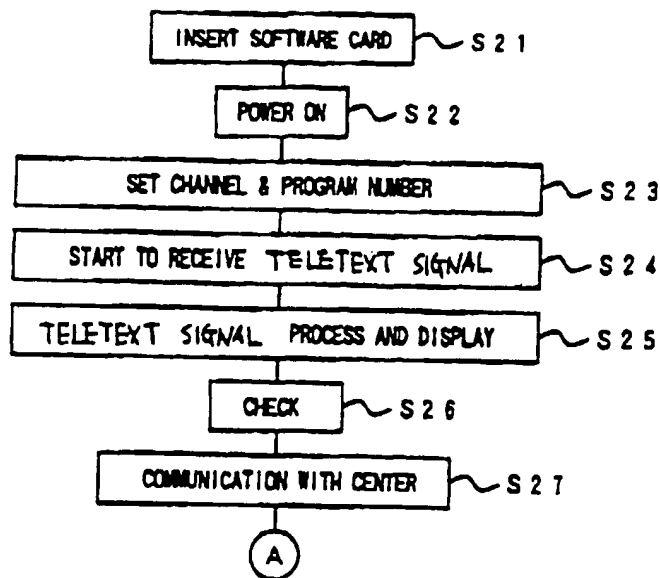 INSERT SOFTWARE CARD S21
POWER ON S22
SET CHANNEL & PROGRAM NUMBER S23
START TO RECEIVE TELETEXT SIGNAL S24
TELETEXT SIGNAL PROCESS AND DISPLAY S25
CHECK S26
COMMUNICATION WITH CENTER S27
A